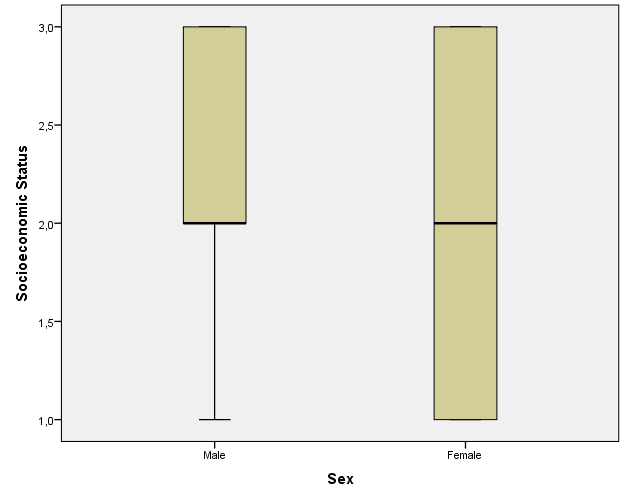 3,0
2,5
2,0
1,5
1,0
Socioeconomic Status
Male
Female
Sex